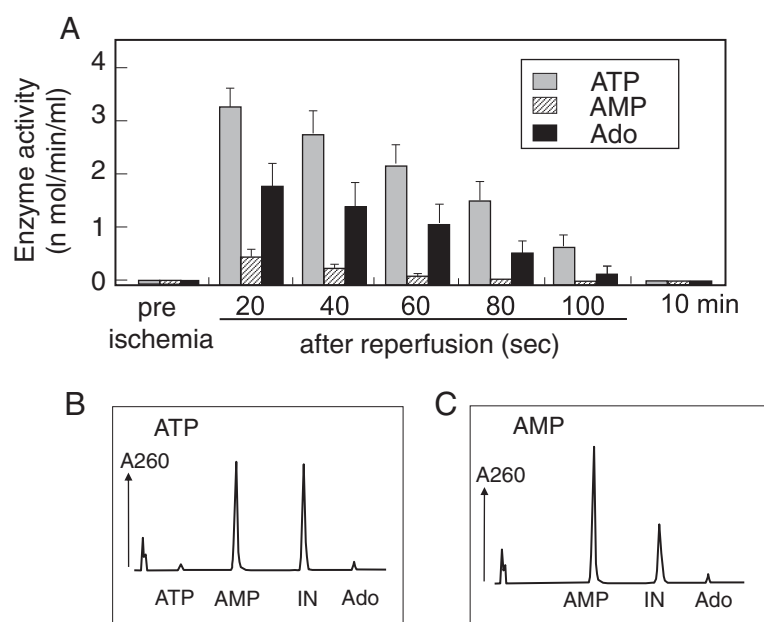 A
Enzyme activity
(n mol/min/ml)
4
3
2
1
0
ATP
AMP
Ado
pre
ischemia
20 40 60 80 100 10 min
after reperfusion (sec)
B
ATP
A260
ATP AMP IN Ado
C
AMP
A260
AMP IN Ado